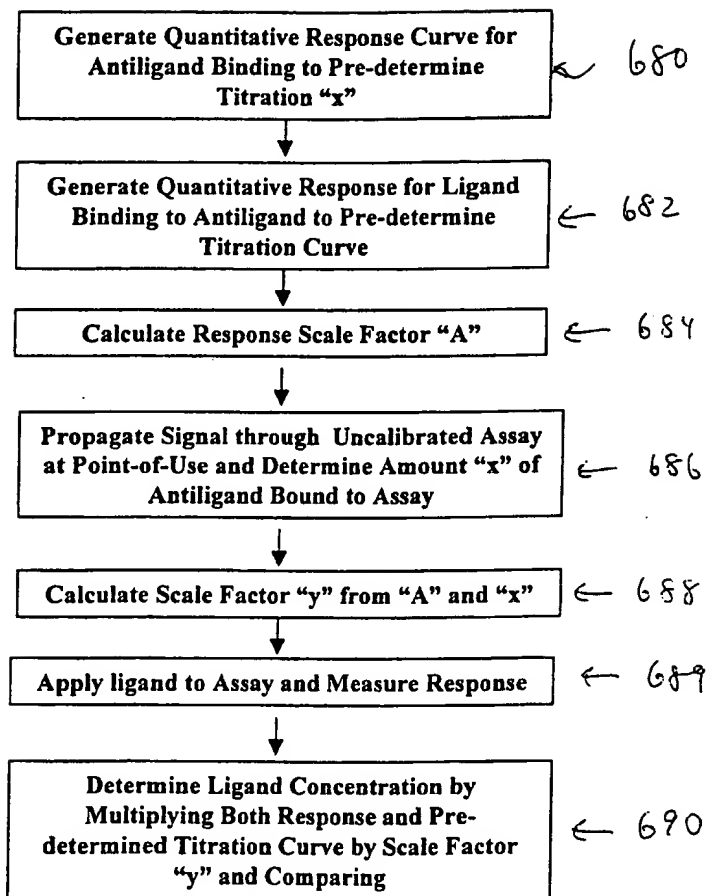 Generate Quantitative Response Curve for
Antiligand Binding to Pre-determine
Titration “x”
680
Generate Quantitative Response for Ligand
Binding to Antiligand to Pre-determine
Titration Curve
682
Calculate Response Scale Factor “A”
684
Propagate Signal through Uncalibrated Assay
at Point-of-Use and Determine Amount “x” of
Antiligand Bound to Assay
686
Calculate Scale Factor “y” from “A” and “x”
688
Apply ligand to Assay and Measure Response
689
Determine Ligand Concentration by
Multiplying Both Response and Pre-
determined Titration Curve by Scale Factor
“y” and Comparing
690